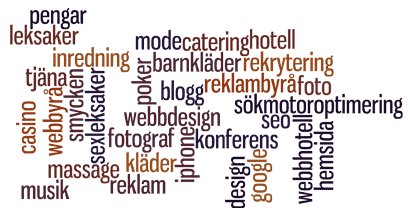 pengar
leksaker
mode
catering
hotell
inredning
barnkläder
rekrytering
tjäna
smycken
sexleksaker
poker
blogg
reklambyrå
foto
sökmotoroptimering
casino
webbyrå
webbdesign
seo
fotograf
iphone
konferens
webbhotell
hemsida
massage
kläder
design
google
musik
reklam